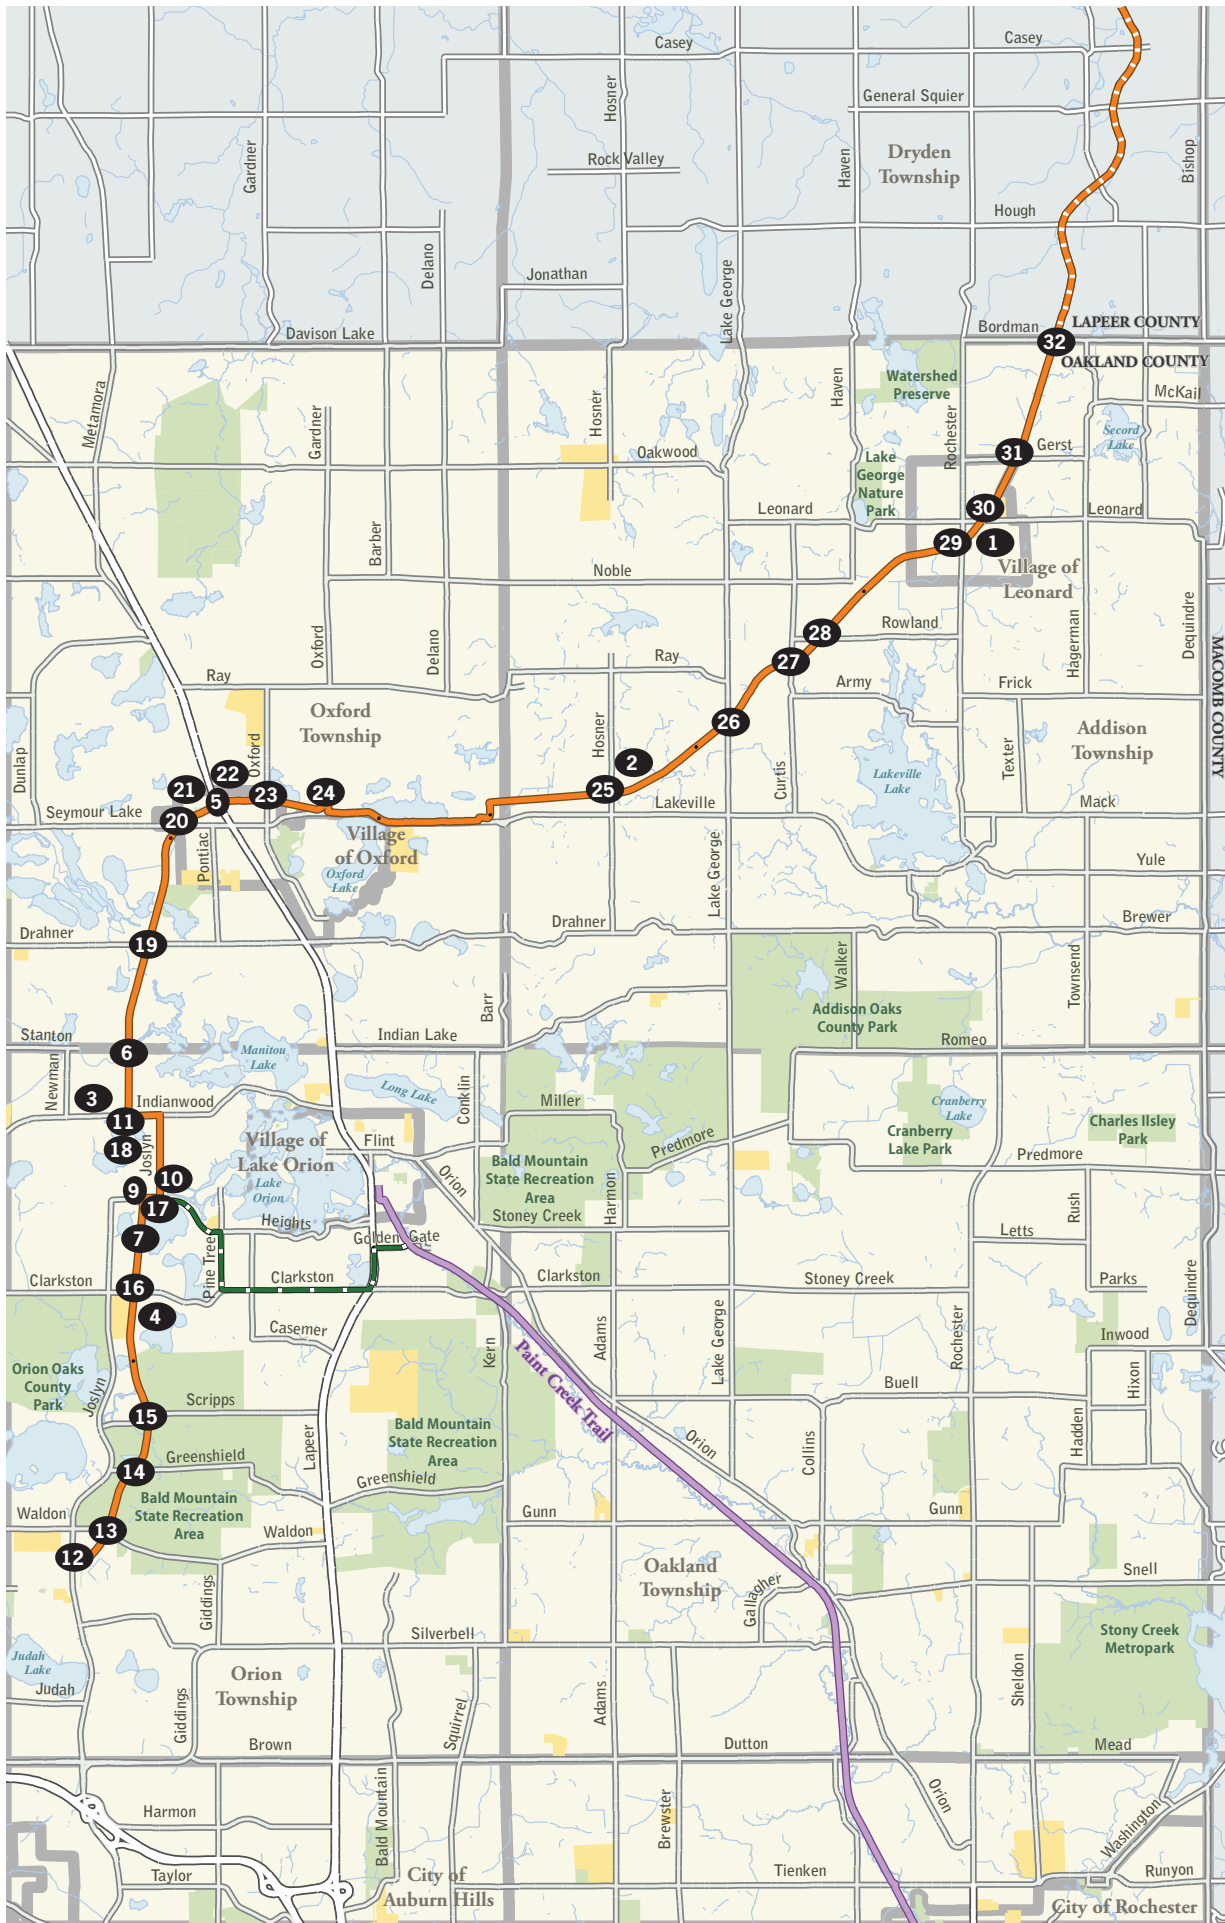 Casey
Casey
Hosner
General Squier
Dryden
Township
Gardner
Rock Valley
Haven
Bishop
Hough
Delano
Jonathan
Lake George
Davison Lake
Bordman
LAPEER COUNTY
32
OAKLAND COUNTY
Metamora
Watershed
Preserve
Haven
McKail
Gardner
Hosner
Rochester
Secord
Lake
Oakwood
31
Gerst
Lake
George
Nature
Park
Leonard
30
Leonard
Barber
29
1
Village of
Leonard
Noble
Rowland
28
Hagerman
Dequindre
Oxford
Delano
27
Ray
Ray
Army
Frick
MACOMB COUNTY
Oxford
Township
26
Addison
Township
Dunlap
Oxford
Hosner
Curtis
Texter
22
2
Lakeville
Lake
21
5
23
24
25
Lakeville
Mack
Seymour Lake
20
Pontiac
Village
of Oxford
Oxford
Lake
Lake George
Yule
Drahner
19
Drahner
Brewer
Walker
Townsend
Barr
Addison Oaks
County Park
Stanton
6
Manitou
Lake
Indian Lake
Romeo
Newman
3
Indianwood
Long Lake
Conklin
Miller
Cranberry
Lake
11
Charles Ilsley
Park
18
Joslyn
Village of
Lake Orion
Lake
Orion
Flint
Orion
Predmore
Cranberry
Lake Park
Predmore
Bald Mountain
State Recreation
Area
Harmon
10
9
17
Rush
7
Heights
Stoney Creek
Letts
Pine Tree
Golden Gate
Clarkston
16
Clarkston
Clarkston
Stoney Creek
Parks
Dequindre
4
Casemer
Kern
Adams
Lake George
Rochester
Inwood
Orion Oaks
County
Park
Joslyn
Paint Creek Trail
Hixon
Scripps
Buell
15
Bald Mountain
State Recreation
Area
Lapeer
Orion
Collins
Hadden
Greenshield
14
Greenshield
Waldon
Bald Mountain
State Recreation
Area
Gunn
Gunn
13
Waldon
12
Oakland
Township
Snell
Giddings
Gallagher
Silverbell
Stony Creek
Metropark
Judah
Lake
Orion
Township
Sheldon
Judah
Giddings
Squirrel
Adams
Brown
Dutton
Mead
Bald Mountain
Orion
Harmon
Brewster
Washington
Taylor
City of
Auburn Hills
Tienken
Runyon
City of Rochester